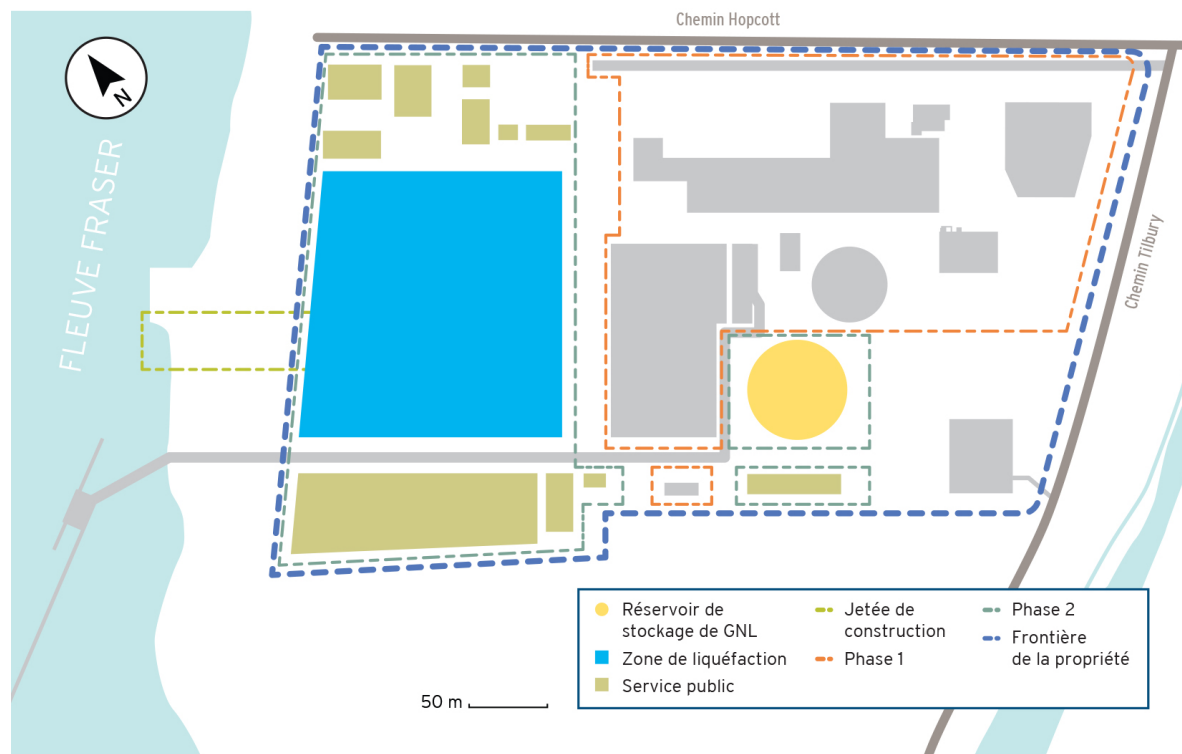 Chemin Hopcott
N
FLEUVE FRASER
Chemin Tilbury
Réservoir de
stockage de GNL
Zone de liquéfaction
Service public
Jetée de
construction
Phase 1
Phase 2
Frontière
de la propriété
50 m